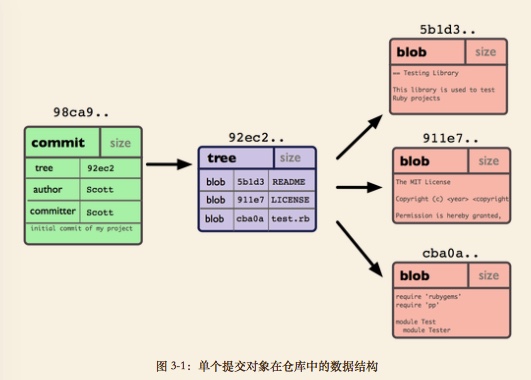 98ca9..
commit size
tree 92ec2
author Scott
committer Scott
initial commit of my project
92ec2..
tree size
blob 5b1d3 README
blob 911e7 LICENSE
blob cba0a test.rb
5b1d3..
blob size
== Testing Library
This library is used to test
Ruby projects
911e7..
blob size
The MIT License
Copyright (c) <year> <copyright
Permission is hereby granted,
cba0a..
blob size
require 'rubygems'
require 'pp'
module Test
module Tester
图 3-1：单个提交对象在仓库中的数据结构